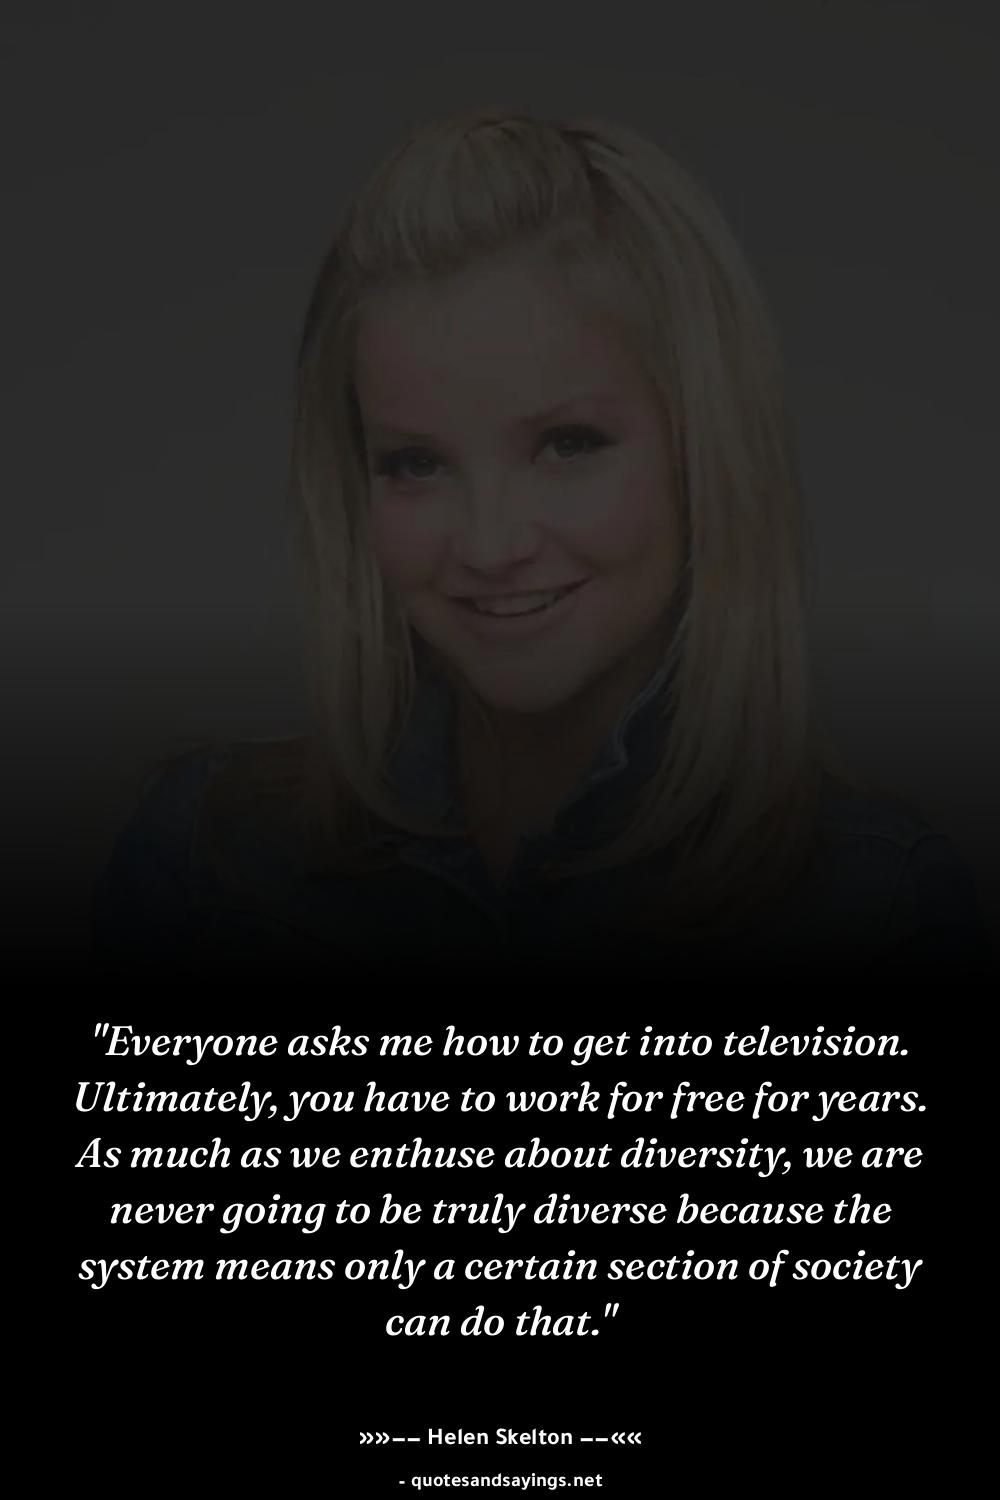 "Everyone asks me how to get into television.
Ultimately, you have to work for free for years.
As much as we enthuse about diversity, we are
never going to be truly diverse because the
system means only a certain section of society
can do that."
»»−− Helen Skelton −−««
- quotesandsayings.net